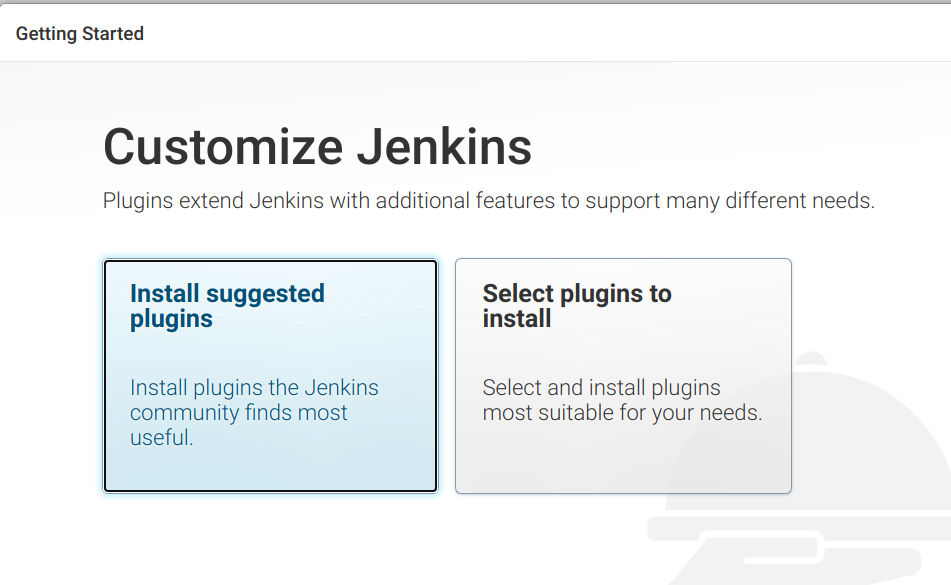 Getting Started
Customize Jenkins
Plugins extend Jenkins with additional features to support many different needs.
Install suggested
plugins
Install plugins the Jenkins
community finds most
useful.
Select plugins to
install
Select and install plugins
most suitable for your needs.